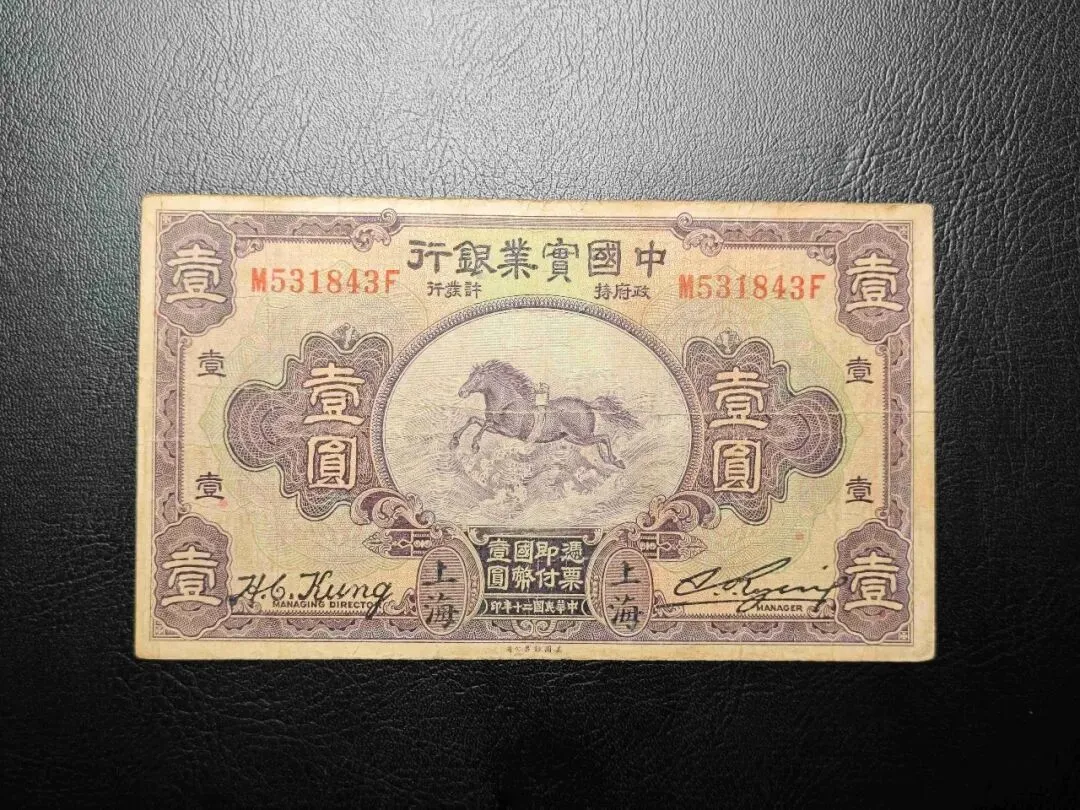 中國實業銀行
政府特許發行
M531843F
M531843F
壹
壹
壹
壹
壹
壹
壹圓
壹圓
壹
壹
憑票
即付
國幣
壹圓
中華民國二十年印
上海
上海
H.C. Kung
MANAGING DIRECTOR
MANAGER